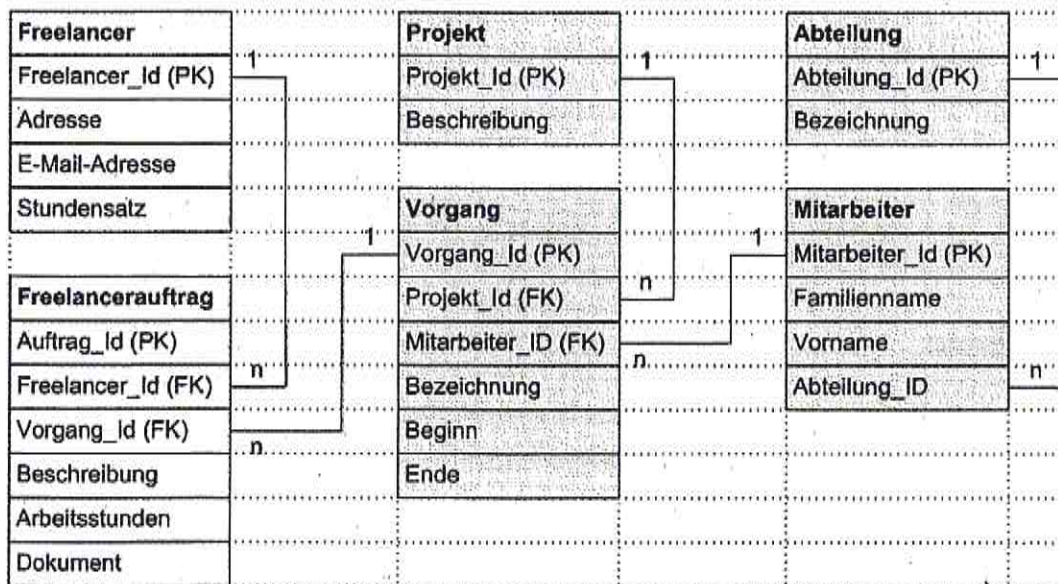 Freelancer
Freelancer_Id (PK)
Adresse
E-Mail-Adresse
Stundensatz
Freelancerauftrag
Auftrag_Id (PK)
Freelancer_Id (FK)
Vorgang_Id (FK)
Beschreibung
Arbeitsstunden
Dokument
1
n
1
n
Projekt
Projekt_Id (PK)
Beschreibung
Vorgang
Vorgang_Id (PK)
Projekt_Id (FK)
Mitarbeiter_ID (FK)
Bezeichnung
Beginn
Ende
1
n
1
n
Abteilung
Abteilung_Id (PK)
Bezeichnung
Mitarbeiter
Mitarbeiter_Id (PK)
Familienname
Vorname
Abteilung_ID
1
n